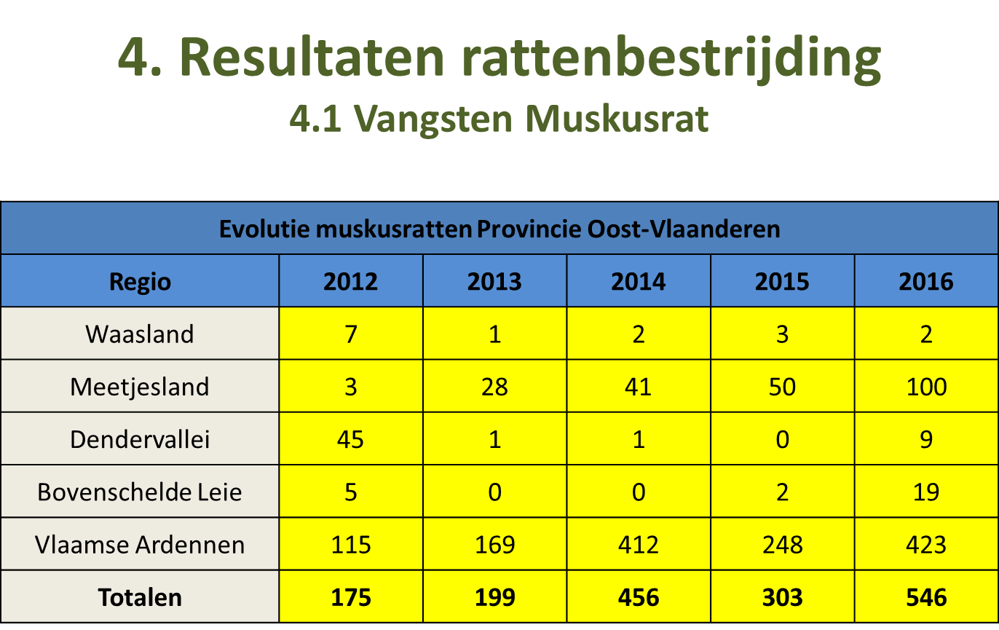 4. Resultaten rattenbestrijding
4.1 Vangsten Muskusrat
Evolutie muskusratten Provincie Oost-Vlaanderen
Regio 2012 2013 2014 2015 2016
Waasland 7 1 2 3 2
Meetjesland 3 28 41 50 100
Dendervallei 45 1 1 0 9
Bovenschelde Leie 5 0 0 2 19
Vlaamse Ardennen 115 169 412 248 423
Totalen 175 199 456 303 546